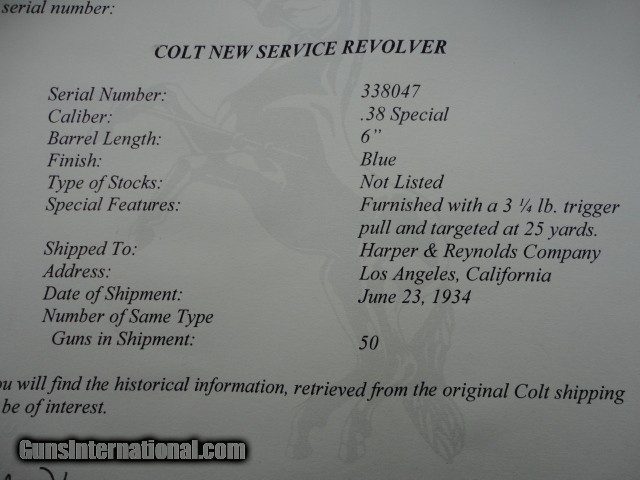 serial number:
COLT NEW SERVICE REVOLVER
Serial Number: 338047
Caliber: .38 Special
Barrel Length: 6"
Finish: Blue
Type of Stocks: Not Listed
Special Features: Furnished with a 3 ¼ lb. trigger
pull and targeted at 25 yards.
Shipped To: Harper & Reynolds Company
Address: Los Angeles, California
Date of Shipment: June 23, 1934
Number of Same Type
Guns in Shipment: 50
ou will find the historical information, retrieved from the original Colt shipping
be of interest.
GunsInternational.com